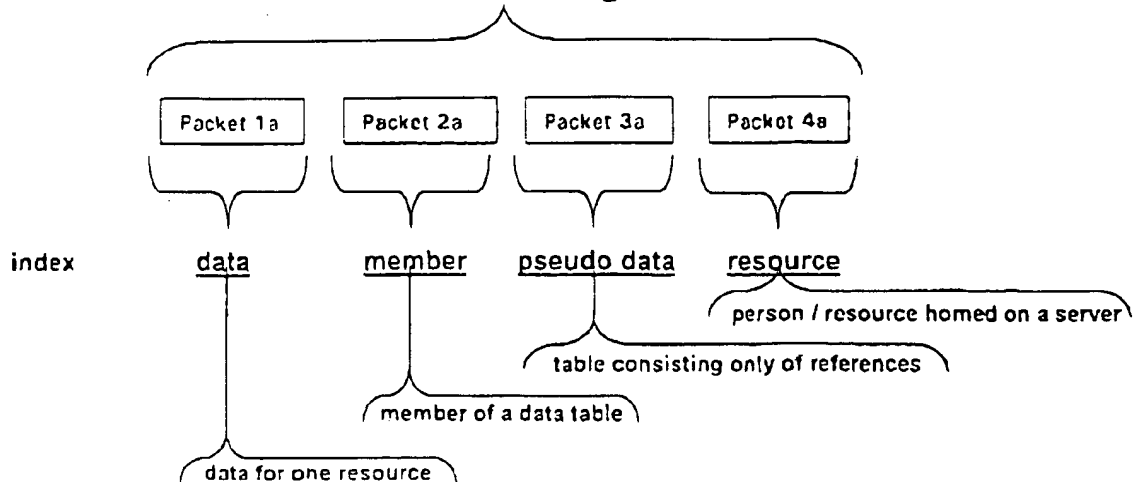 Packet 1a Packet 2a Packet 3a Packet 4a
index data member pseudo data resource
person / resource homed on a server
table consisting only of references
member of a data table
data for one resource